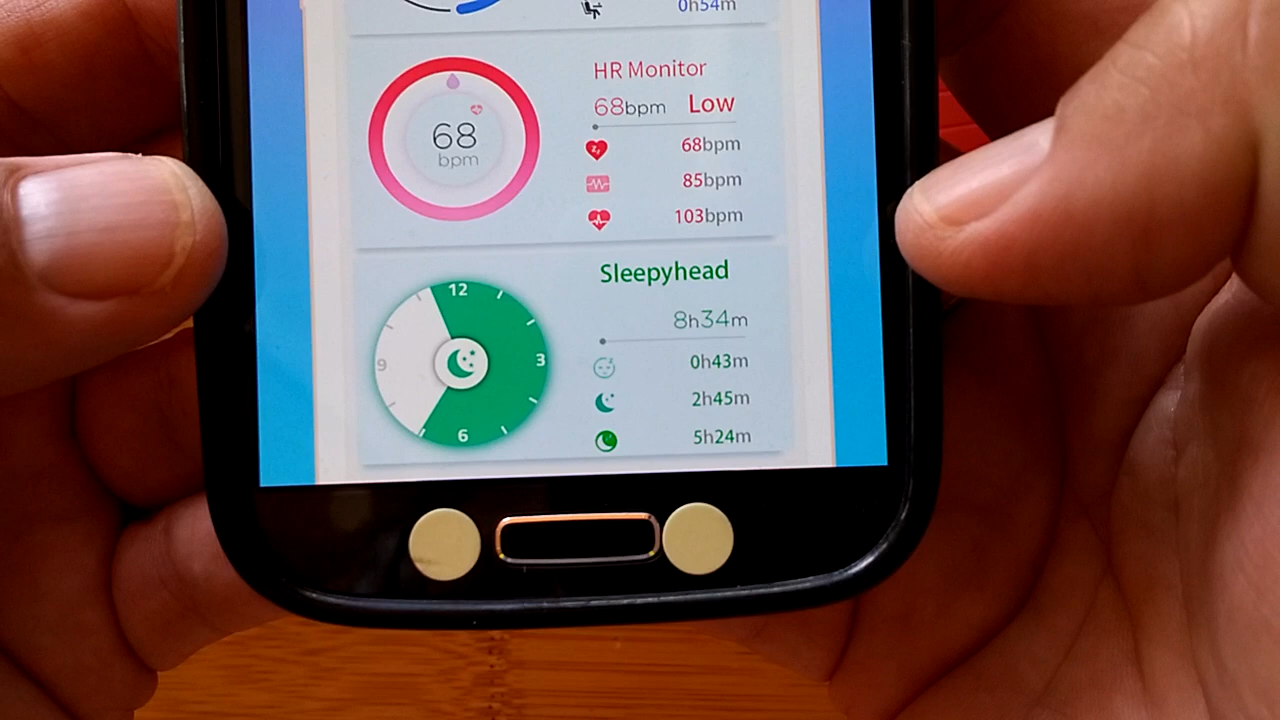 0h54m
HR Monitor
68bpm Low
68
bpm
68bpm
85bpm
103bpm
Sleepyhead
8h34m
0h43m
2h45m
5h24m
12
9
3
6